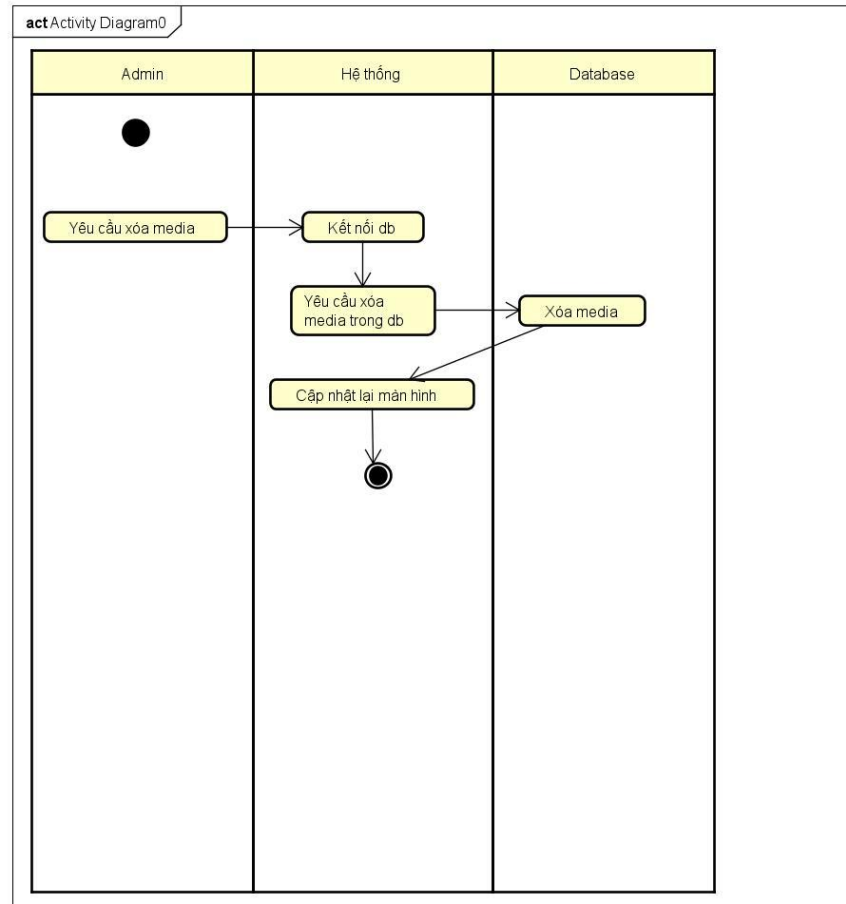 act Activity Diagram0
Admin
Hệ thống
Database
Yêu cầu xóa media
Kết nối db
Yêu cầu xóa
media trong db
Xóa media
Cập nhật lại màn hình